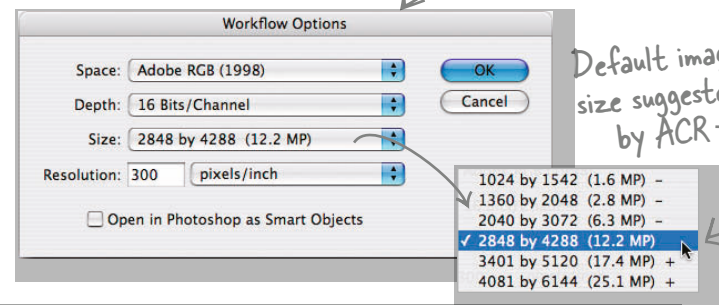 Workflow Options
Space: Adobe RGB (1998)
OK
Depth: 16 Bits/Channel
Cancel
Size: 2848 by 4288 (12.2 MP)
Resolution: 300 pixels/inch
Open in Photoshop as Smart Objects
Default
size
by ACR
1024 by 1542 (1.6 MP) –
1360 by 2048 (2.8 MP) –
2040 by 3072 (6.3 MP) –
✓ 2848 by 4288 (12.2 MP)
3401 by 5120 (17.4 MP) +
4081 by 6144 (25.1 MP) +